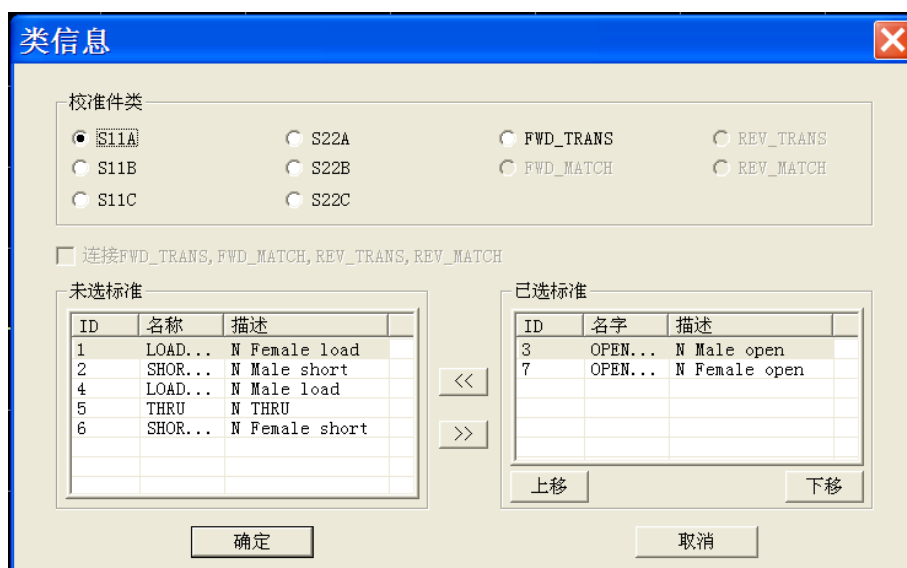 类信息
校准件类
S11A S22A FWD_TRANS REV_TRANS
S11B S22B FWD_MATCH REV_MATCH
S11C S22C
连接FWD_TRANS, FWD_MATCH, REV_TRANS, REV_MATCH
未选标准
ID 名称 描述
1 LOAD... N Female load
2 SHOR... N Male short
4 LOAD... N Male load
5 THRU N THRU
6 SHOR... N Female short
<<
>>
已选标准
ID 名字 描述
3 OPEN... N Male open
7 OPEN... N Female open
上移 下移
确定 取消